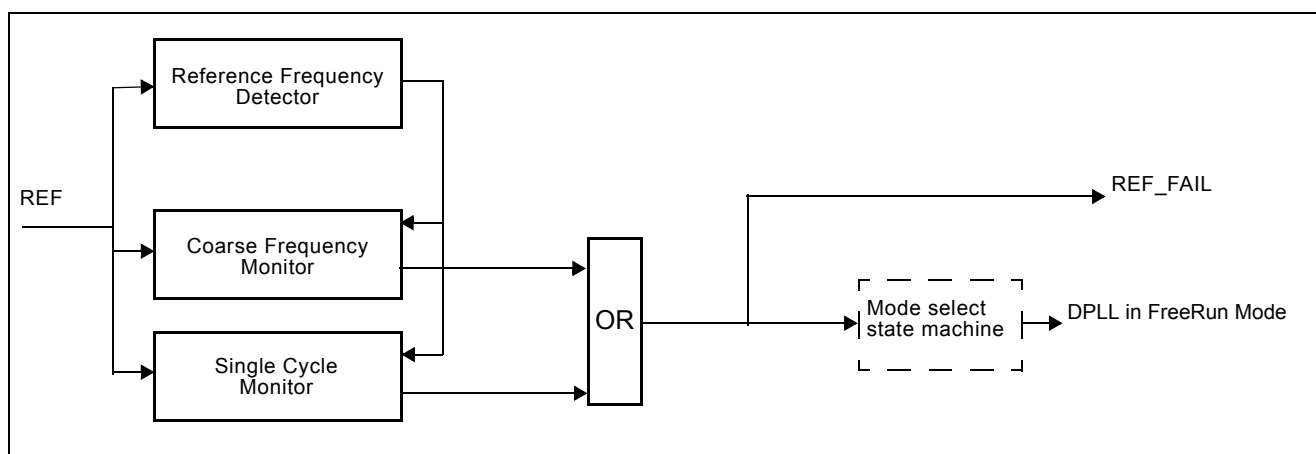 Reference Frequency
Detector
REF
Coarse Frequency
Monitor
Single Cycle
Monitor
OR
REF_FAIL
Mode select
state machine
DPLL in FreeRun Mode